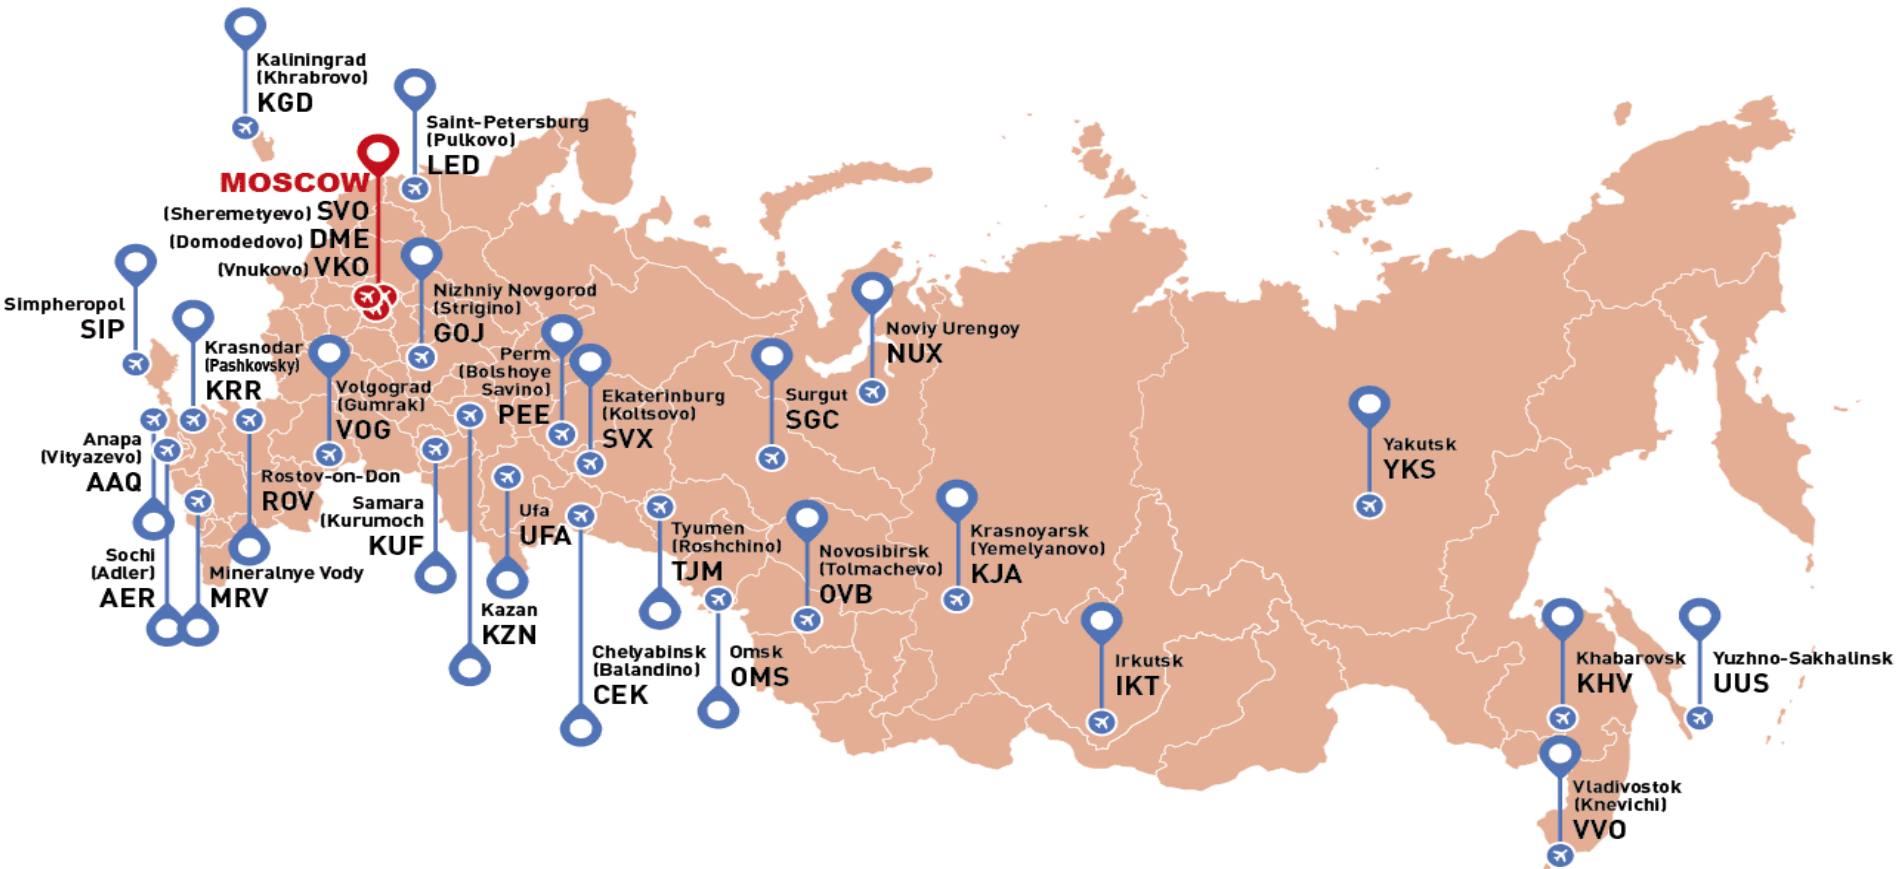 Kaliningrad
(Khrabrovo)
KGD
Saint-Petersburg
(Pulkovo)
LED
MOSCOW
(Sheremetyevo) SVO
(Domodedovo) DME
(Vnukovo) VKO
Simpheropol
SIP
Krasnodar
(Pashkovsky)
KRR
Nizhniy Novgorod
(Strigino)
GOJ
Volgograd
(Gumrak)
VOG
Perm
(Bolshoye
Savino)
PEE
Ekaterinburg
(Koltsovo)
SVX
Surgut
SGC
Noviy Urengoy
NUX
Yakutsk
YKS
Anapa
(Vityazevo)
AAQ
Rostov-on-Don
ROV
Samara
(Kurumoch
KUF
Ufa
UFA
Tyumen
(Roshchino)
TJM
Novosibirsk
(Tolmachevo)
OVB
Krasnoyarsk
(Yemelyanovo)
KJA
Sochi
(Adler)
AER
Mineralnye Vody
MRV
Kazan
KZN
Chelyabinsk
(Balandino)
CEK
Omsk
OMS
Irkutsk
IKT
Khabarovsk
KHV
Yuzhno-Sakhalinsk
UUS
Vladivostok
(Knevichi)
VVO